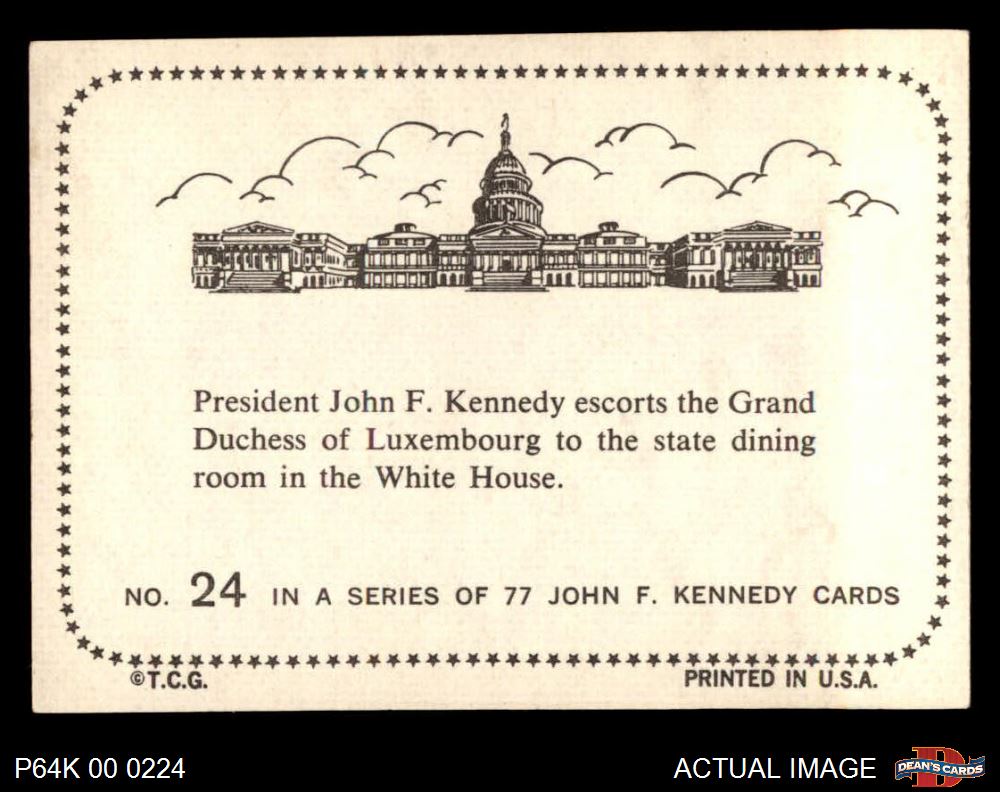 President John F. Kennedy escorts the Grand
Duchess of Luxembourg to the state dining
room in the White House.
NO. 24 IN A SERIES OF 77 JOHN F. KENNEDY CARDS
©T.C.G. PRINTED IN U.S.A.
P64K 00 0224 ACTUAL IMAGE DEAN'S CARDS